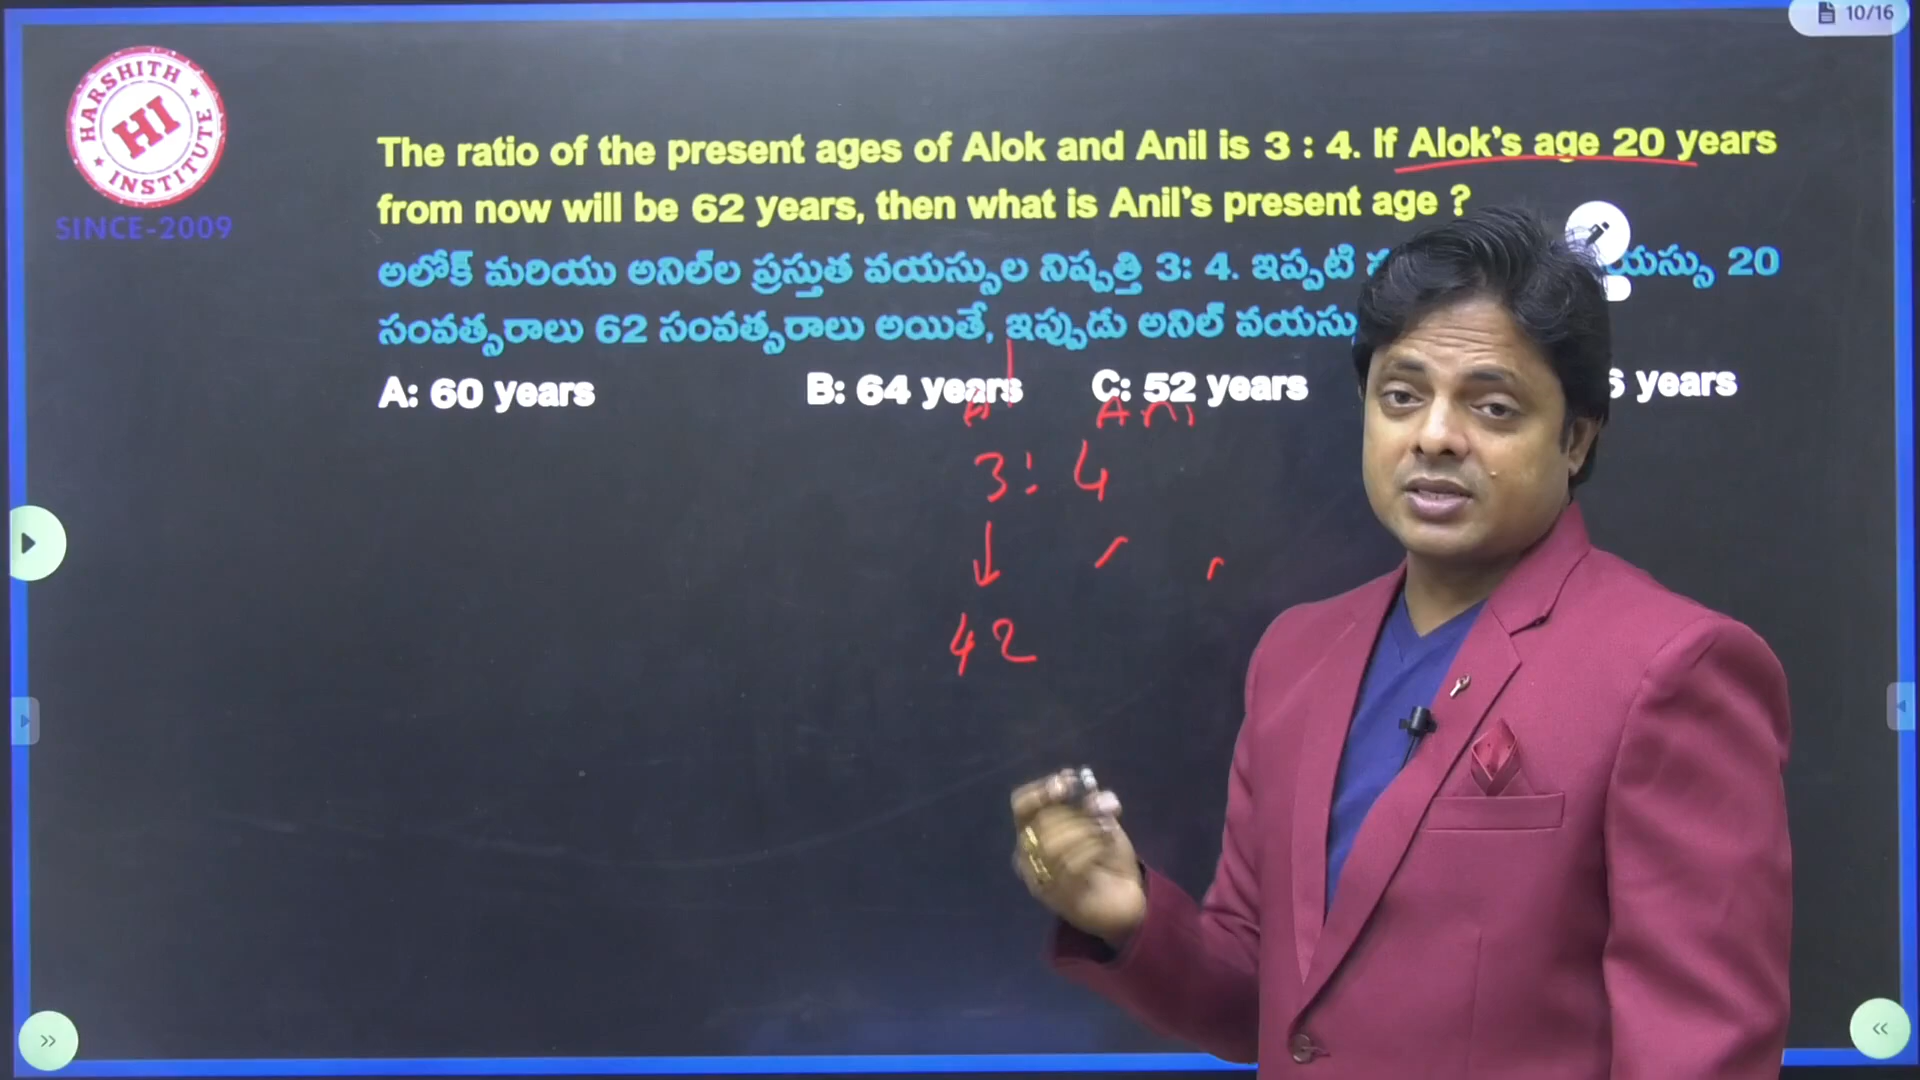 10/16
HARSHITH
HI
INSTITUTE
SINCE-2009
The ratio of the present ages of Alok and Anil is 3 : 4. If Alok's age 20 years
from now will be 62 years, then what is Anil's present age ?
అలోక్ మరియు అనిల్‌ల ప్రస్తుత వయస్సుల నిష్పత్తి 3: 4. ఇప్పటి 20
సంవత్సరాలు 62 సంవత్సరాలు అయితే, ఇప్పుడు అనిల్
A: 60 years B: 64 years C: 52 years years
Al Ani
3 : 4
42